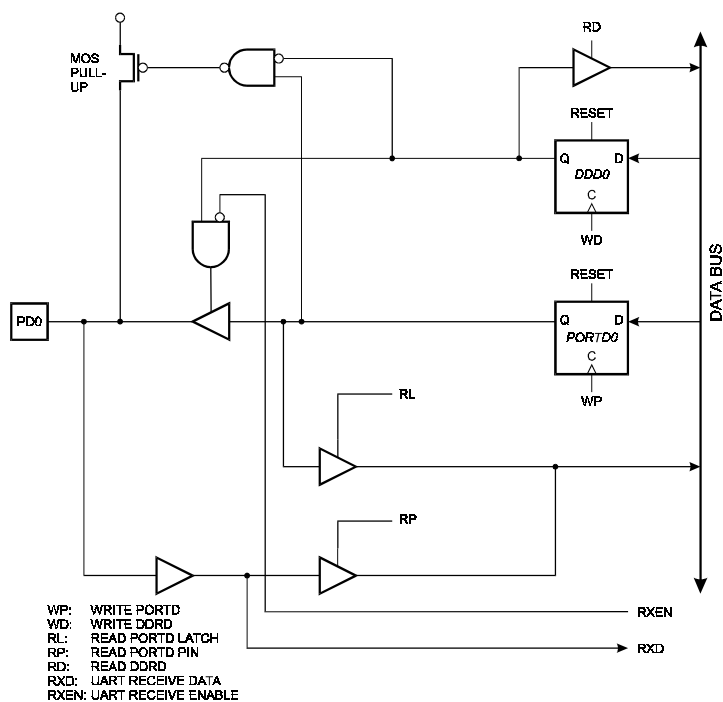 RD
MOS
PULL-
UP
RESET
Q
D
DDD0
C
WD
DATA BUS
RESET
PD0
Q
D
PORTD0
C
WP
RL
RP
WP: WRITE PORTD
WD: WRITE DDRD
RL: READ PORTD LATCH
RP: READ PORTD PIN
RD: READ DDRD
RXD: UART RECEIVE DATA
RXEN: UART RECEIVE ENABLE
RXEN
RXD